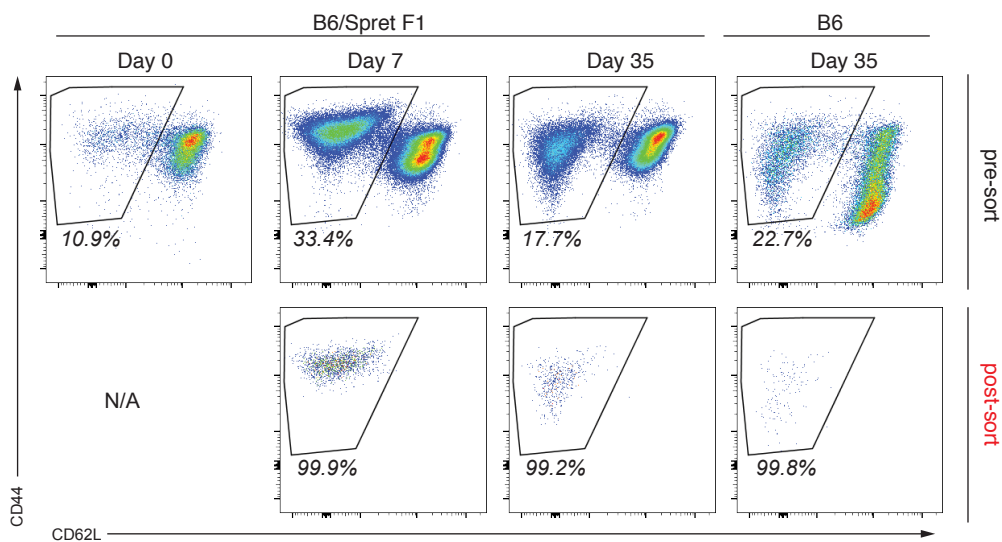 B6/Spret F1
B6
Day 0
Day 7
Day 35
Day 35
10.9%
33.4%
17.7%
22.7%
pre-sort
N/A
99.9%
99.2%
99.8%
post-sort
CD44
CD62L